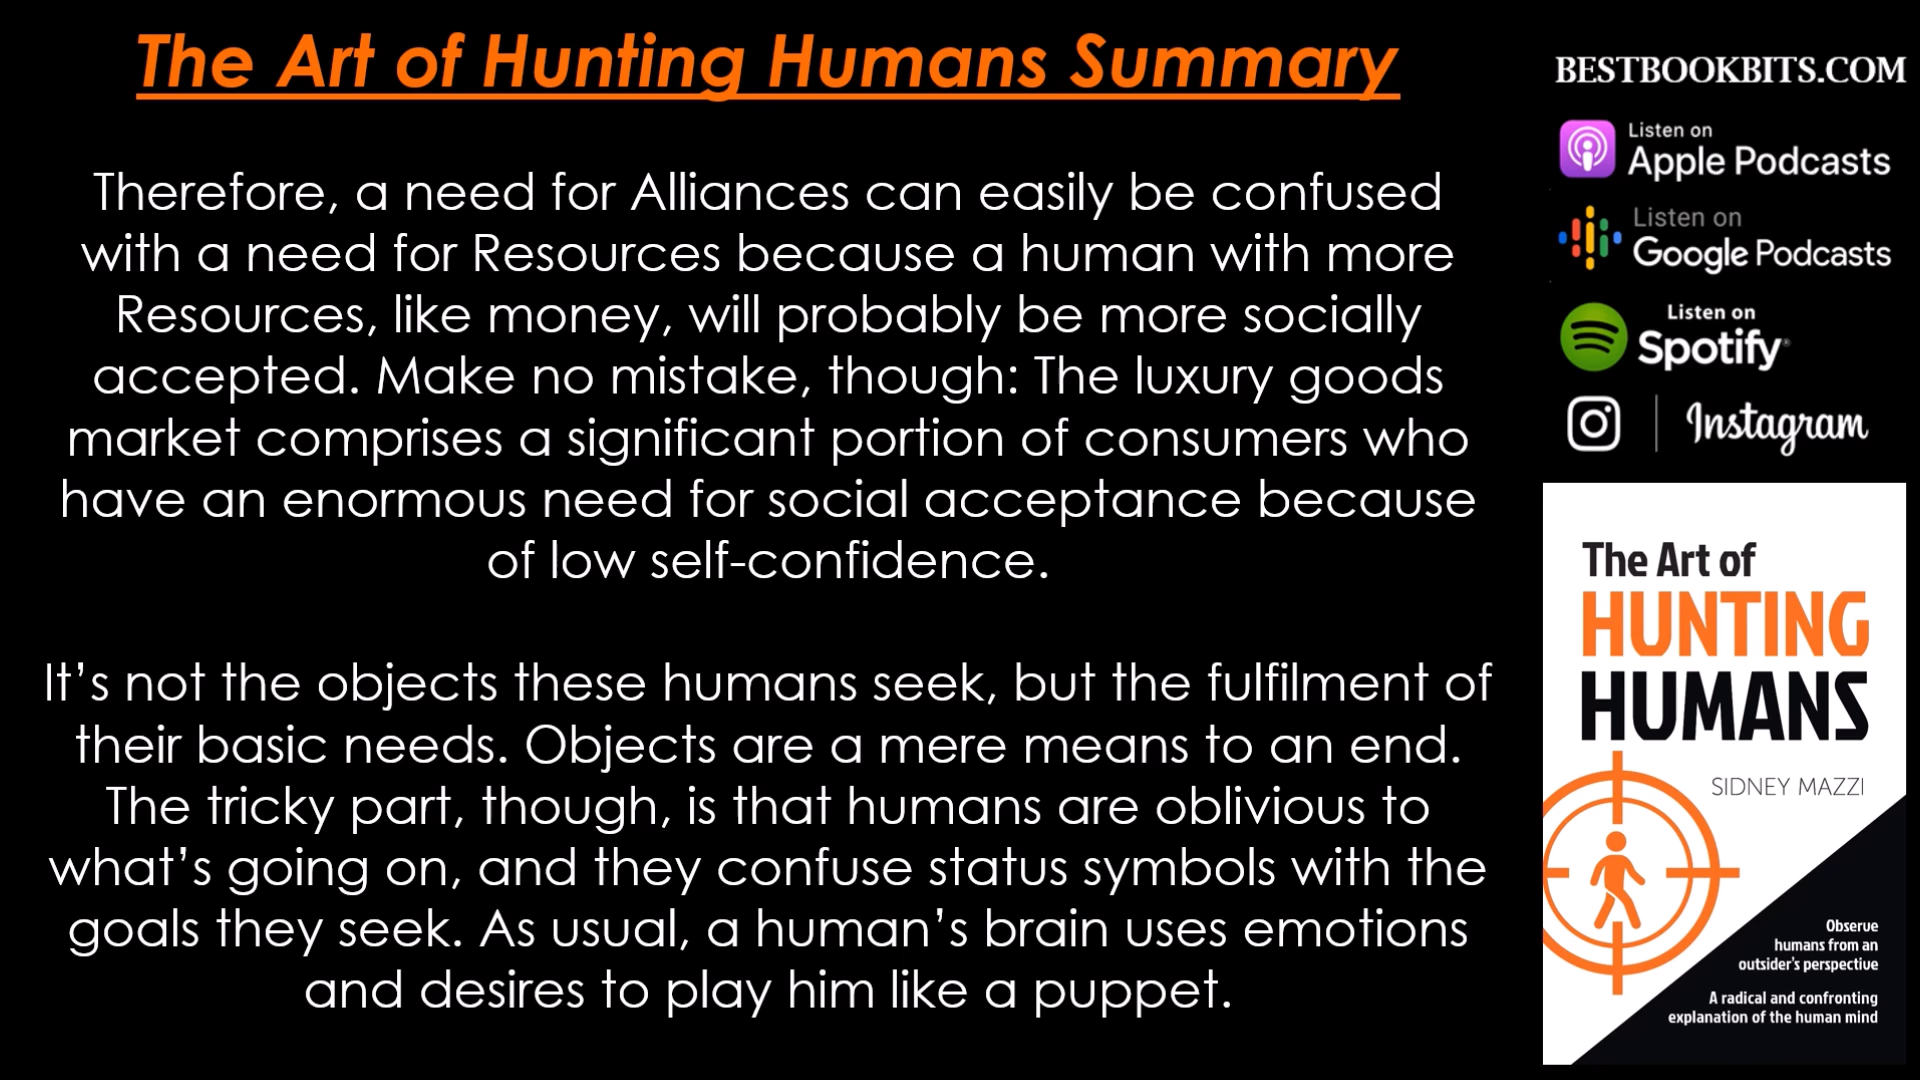 The Art of Hunting Humans Summary
Therefore, a need for Alliances can easily be confused
with a need for Resources because a human with more
Resources, like money, will probably be more socially
accepted. Make no mistake, though: The luxury goods
market comprises a significant portion of consumers who
have an enormous need for social acceptance because
of low self-confidence.
It’s not the objects these humans seek, but the fulfilment of
their basic needs. Objects are a mere means to an end.
The tricky part, though, is that humans are oblivious to
what’s going on, and they confuse status symbols with the
goals they seek. As usual, a human’s brain uses emotions
and desires to play him like a puppet.
BESTBOOKBITS.COM
Listen on
Apple Podcasts
Listen on
Google Podcasts
Listen on
Spotify
Instagram
The Art of
HUNTING
HUMANS
SIDNEY MAZZI
Observe
humans from an
outsider's perspective
A radical and confronting
explanation of the human mind